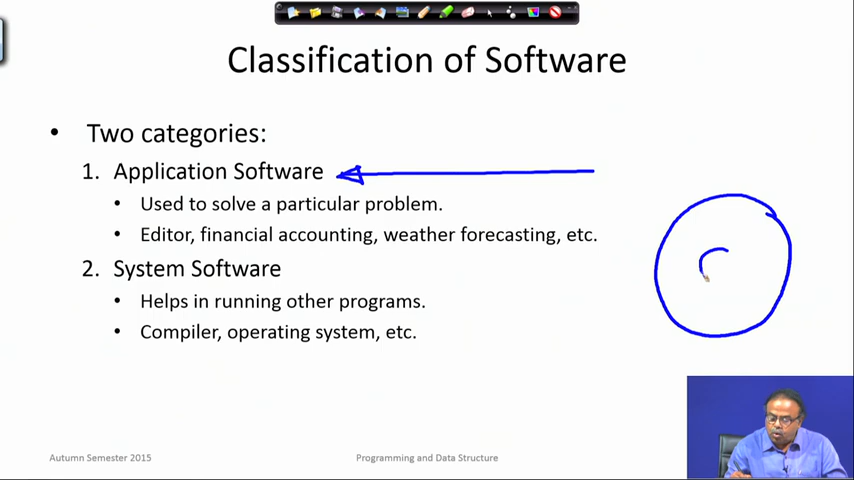 Classification of Software
• Two categories:
1. Application Software
• Used to solve a particular problem.
• Editor, financial accounting, weather forecasting, etc.
2. System Software
• Helps in running other programs.
• Compiler, operating system, etc.
Autumn Semester 2015
Programming and Data Structure